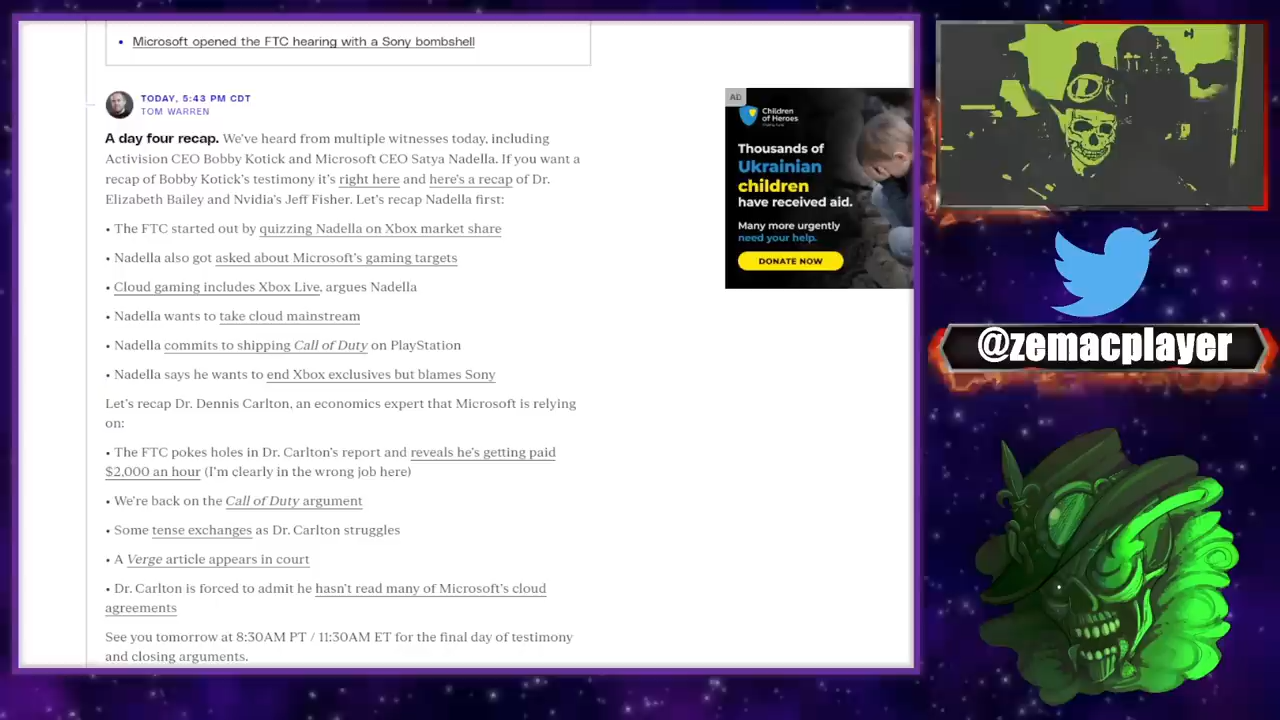 • Microsoft opened the FTC hearing with a Sony bombshell
TODAY, 5:43 PM CDT
TOM WARREN
A day four recap. We've heard from multiple witnesses today, including
Activision CEO Bobby Kotick and Microsoft CEO Satya Nadella. If you want a
recap of Bobby Kotick's testimony it's right here and here's a recap of Dr.
Elizabeth Bailey and Nvidia's Jeff Fisher. Let's recap Nadella first:
• The FTC started out by quizzing Nadella on Xbox market share
• Nadella also got asked about Microsoft's gaming targets
• Cloud gaming includes Xbox Live, argues Nadella
• Nadella wants to take cloud mainstream
• Nadella commits to shipping Call of Duty on PlayStation
• Nadella says he wants to end Xbox exclusives but blames Sony
Let's recap Dr. Dennis Carlton, an economics expert that Microsoft is relying
on:
• The FTC pokes holes in Dr. Carlton's report and reveals he's getting paid
$2,000 an hour (I'm clearly in the wrong job here)
• We're back on the Call of Duty argument
• Some tense exchanges as Dr. Carlton struggles
• A Verge article appears in court
• Dr. Carlton is forced to admit he hasn't read many of Microsoft's cloud
agreements
See you tomorrow at 8:30AM PT / 11:30AM ET for the final day of testimony
and closing arguments.
AD
Children
of Heroes
Thousands of
Ukrainian
children
have received aid.
Many more urgently
need your help.
DONATE NOW
@zemacplayer